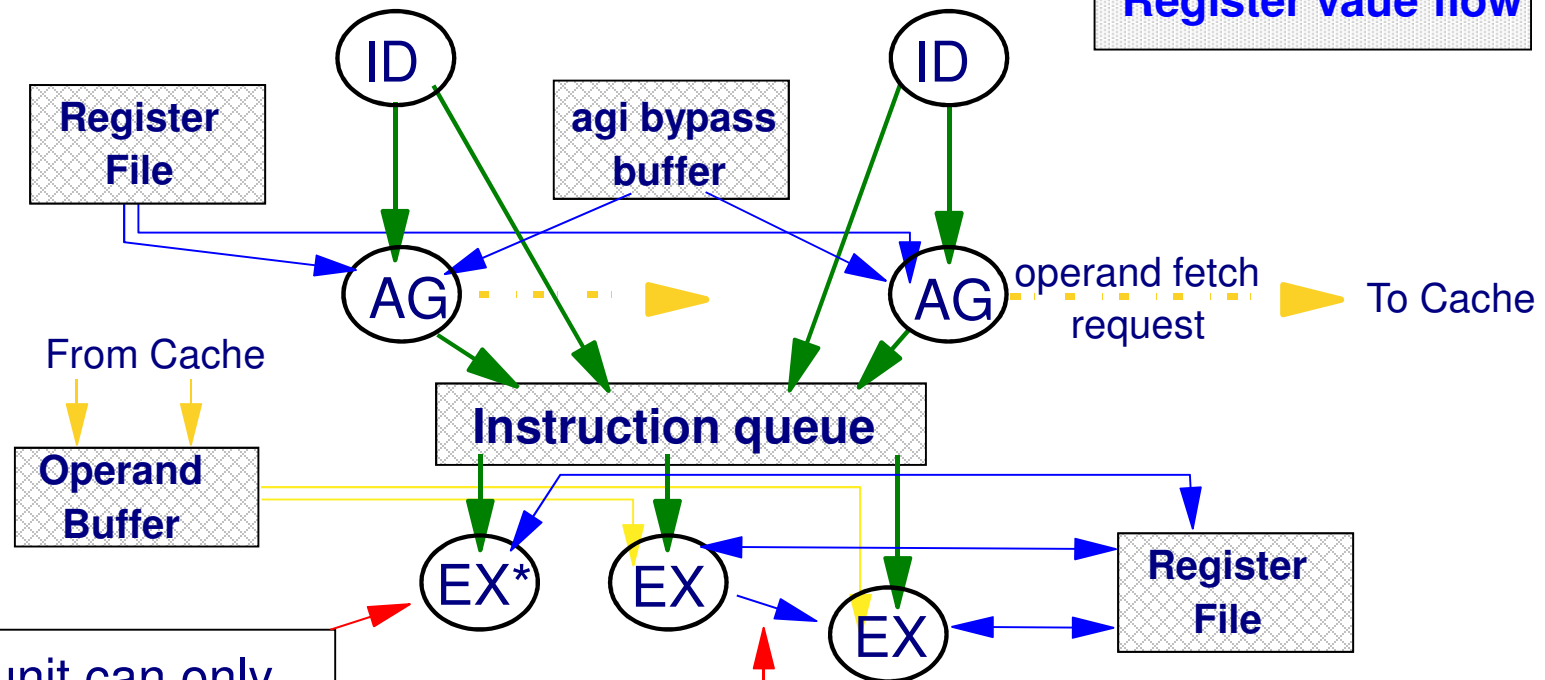 Register vaue flow
ID
ID
Register
File
agi bypass
buffer
AG
AG
operand fetch
request
To Cache
From Cache
Instruction queue
Operand
Buffer
EX*
EX
EX
Register
File
unit can only